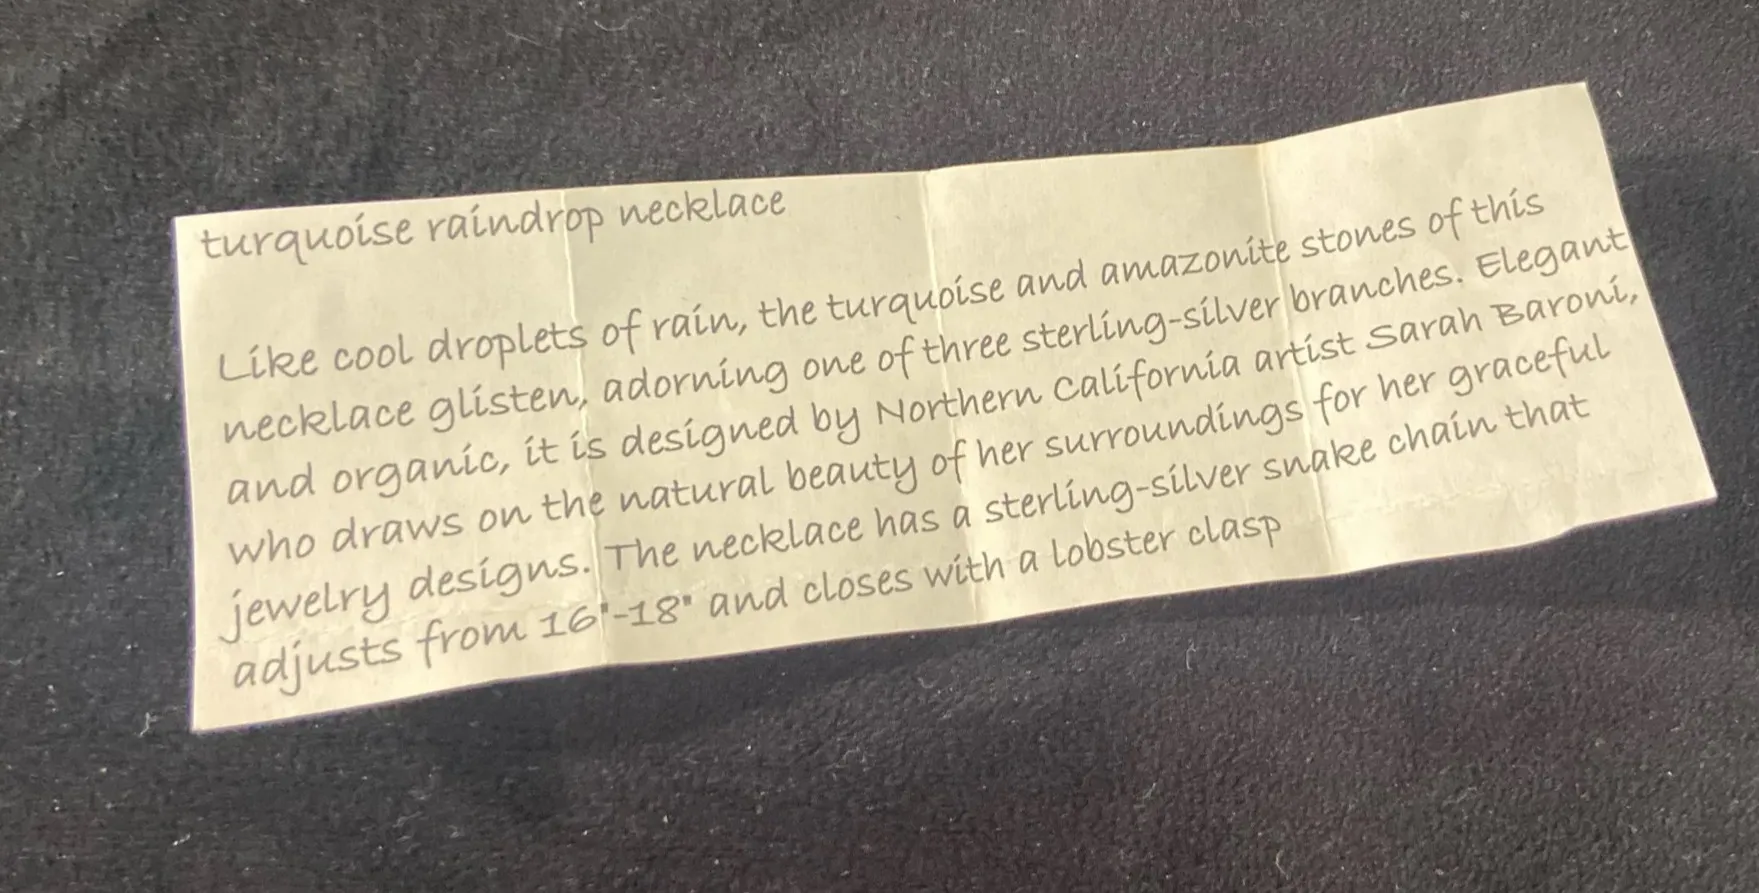 turquoise raindrop necklace
Like cool droplets of rain, the turquoise and amazonite stones of this
necklace glisten, adorning one of three sterling-silver branches. Elegant
and organic, it is designed by Northern California artist Sarah Baroni,
who draws on the natural beauty of her surroundings for her graceful
jewelry designs. The necklace has a sterling-silver snake chain that
adjusts from 16"-18" and closes with a lobster clasp